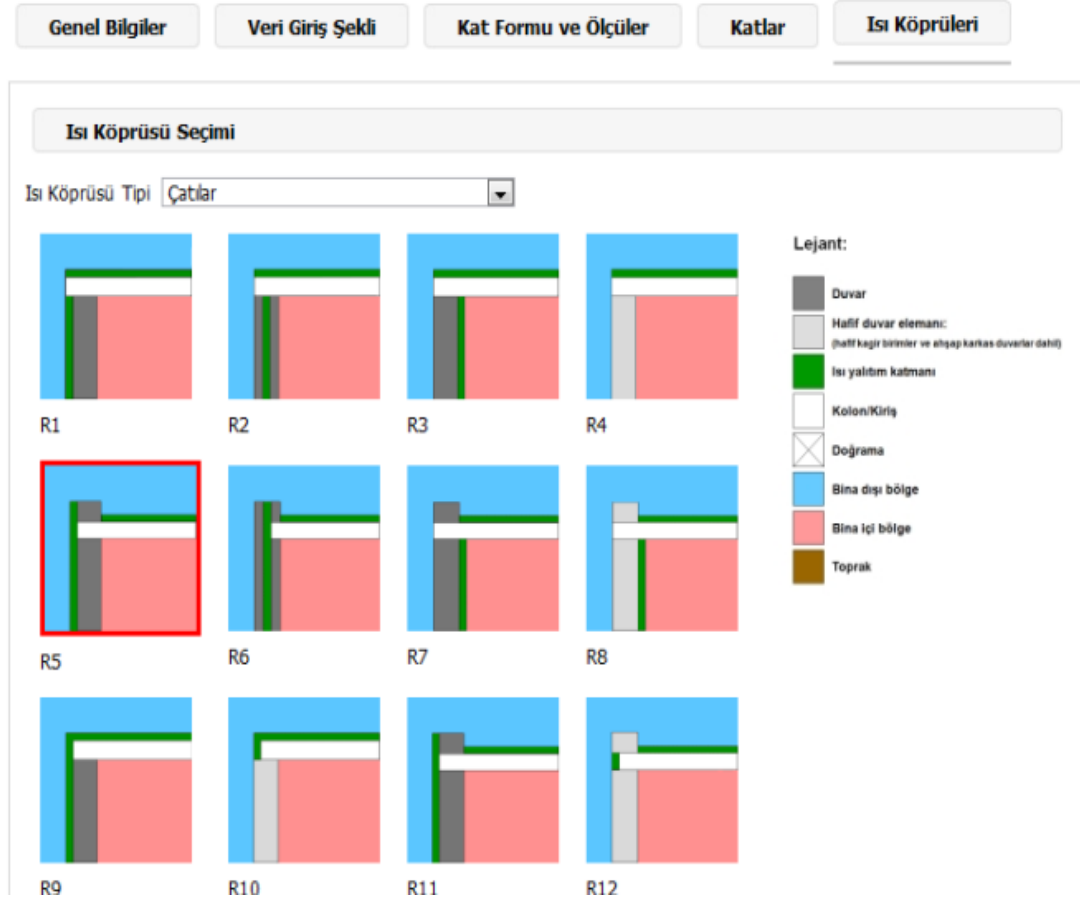 Genel Bilgiler
Veri Giriş Şekli
Kat Formu ve Ölçüler
Katlar
Isı Köprüleri
Isı Köprüsü Seçimi
Isı Köprüsü Tipi Çatılar
Lejant:
Duvar
Hafif duvar elemanı:
(hafif kagir birimler ve ahşap karkas duvarlar dahil)
Isı yalıtım katmanı
Kolon/Kiriş
Doğrama
Bina dışı bölge
Bina içi bölge
Toprak
R1
R2
R3
R4
R5
R6
R7
R8
R9
R10
R11
R12